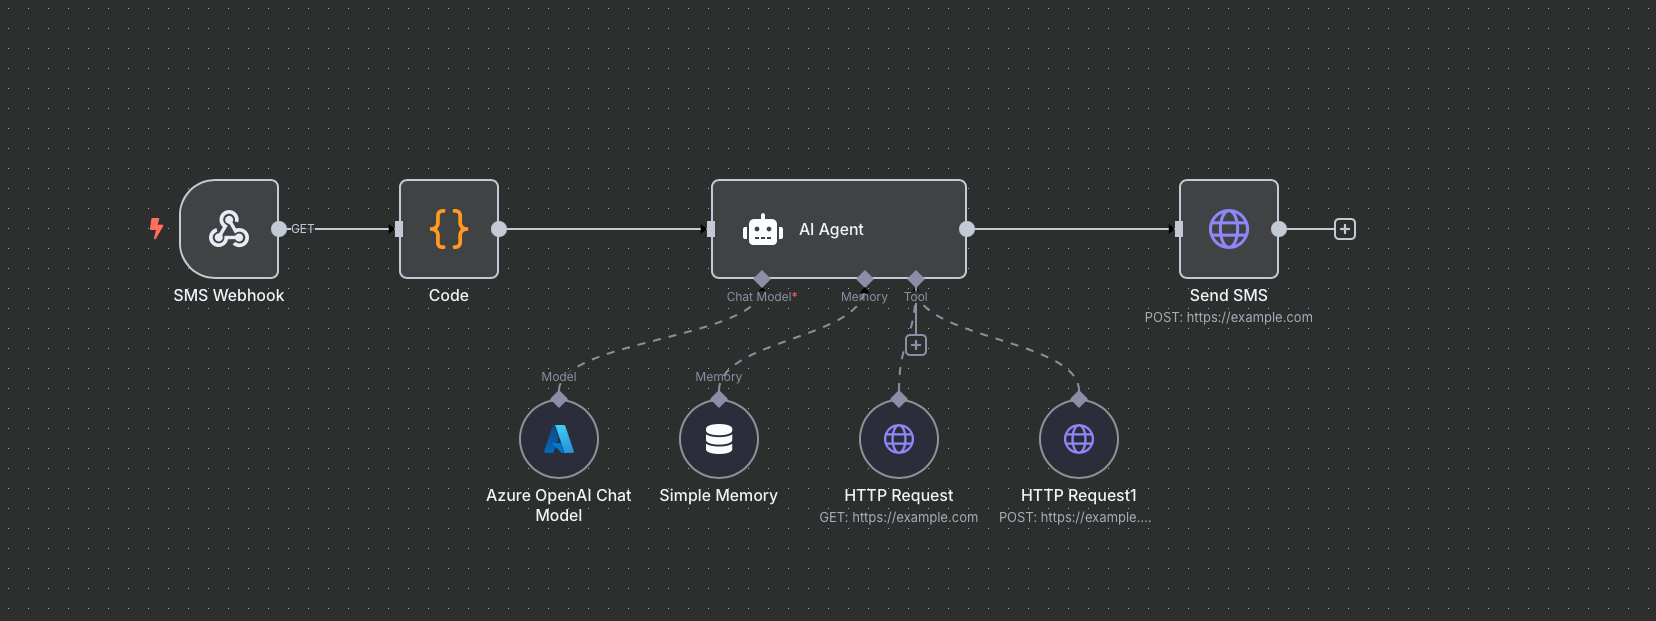 GET
AI Agent
SMS Webhook
Code
Chat Model*
Memory
Tool
Send SMS
POST: https://example.com
Model
Memory
Azure OpenAI Chat
Model
Simple Memory
HTTP Request
GET: https://example.com
HTTP Request1
POST: https://example....